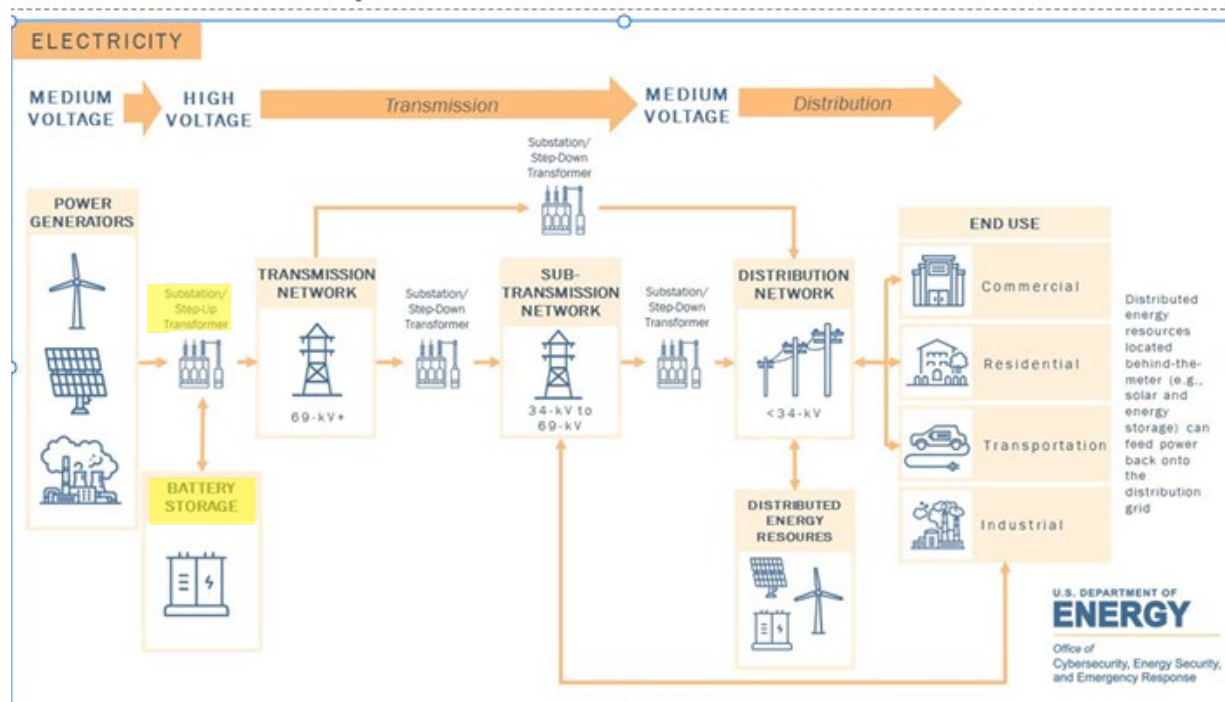 ELECTRICITY
MEDIUM
VOLTAGE
HIGH
VOLTAGE
Transmission
MEDIUM
VOLTAGE
Distribution
Substation/
Step-Down
Transformer
POWER
GENERATORS
Substation/
Step-Up
Transformer
TRANSMISSION
NETWORK
69-kV+
Substation/
Step-Down
Transformer
SUB-
TRANSMISSION
NETWORK
34-kV to
69-kV
Substation/
Step-Down
Transformer
DISTRIBUTION
NETWORK
<34-kV
END USE
Commercial
Residential
Transportation
Industrial
Distributed
energy
resources
located
behind-the-
meter (e.g.,
solar and
energy
storage) can
feed power
back onto
the
distribution
grid
BATTERY
STORAGE
DISTRIBUTED
ENERGY
RESOURES
U.S. DEPARTMENT OF
ENERGY
Office of
Cybersecurity, Energy Security,
and Emergency Response